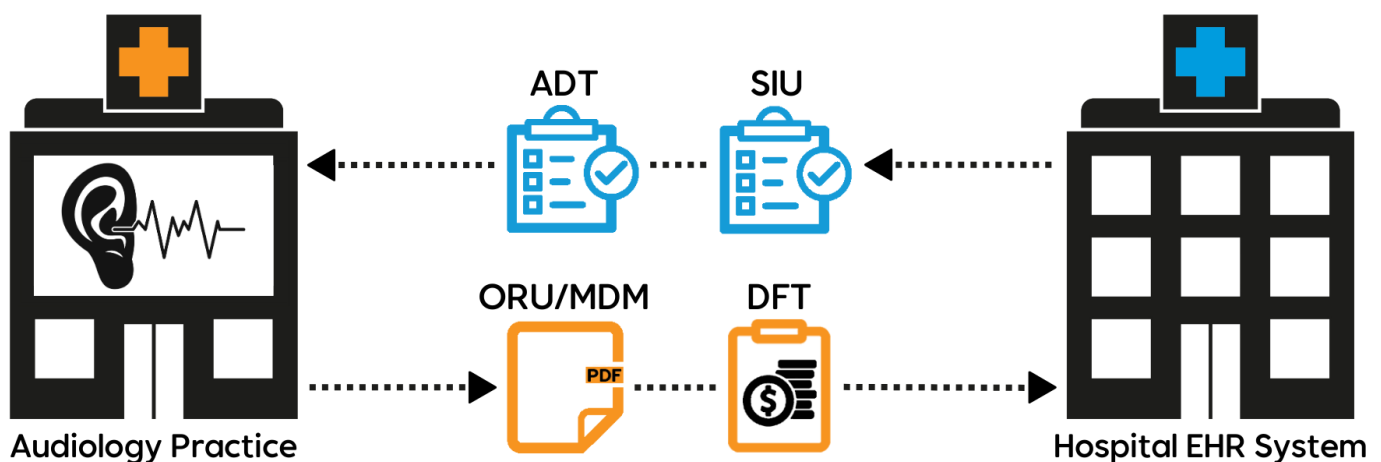 ADT
SIU
ORU/MDM
DFT
PDF
$
Audiology Practice
Hospital EHR System